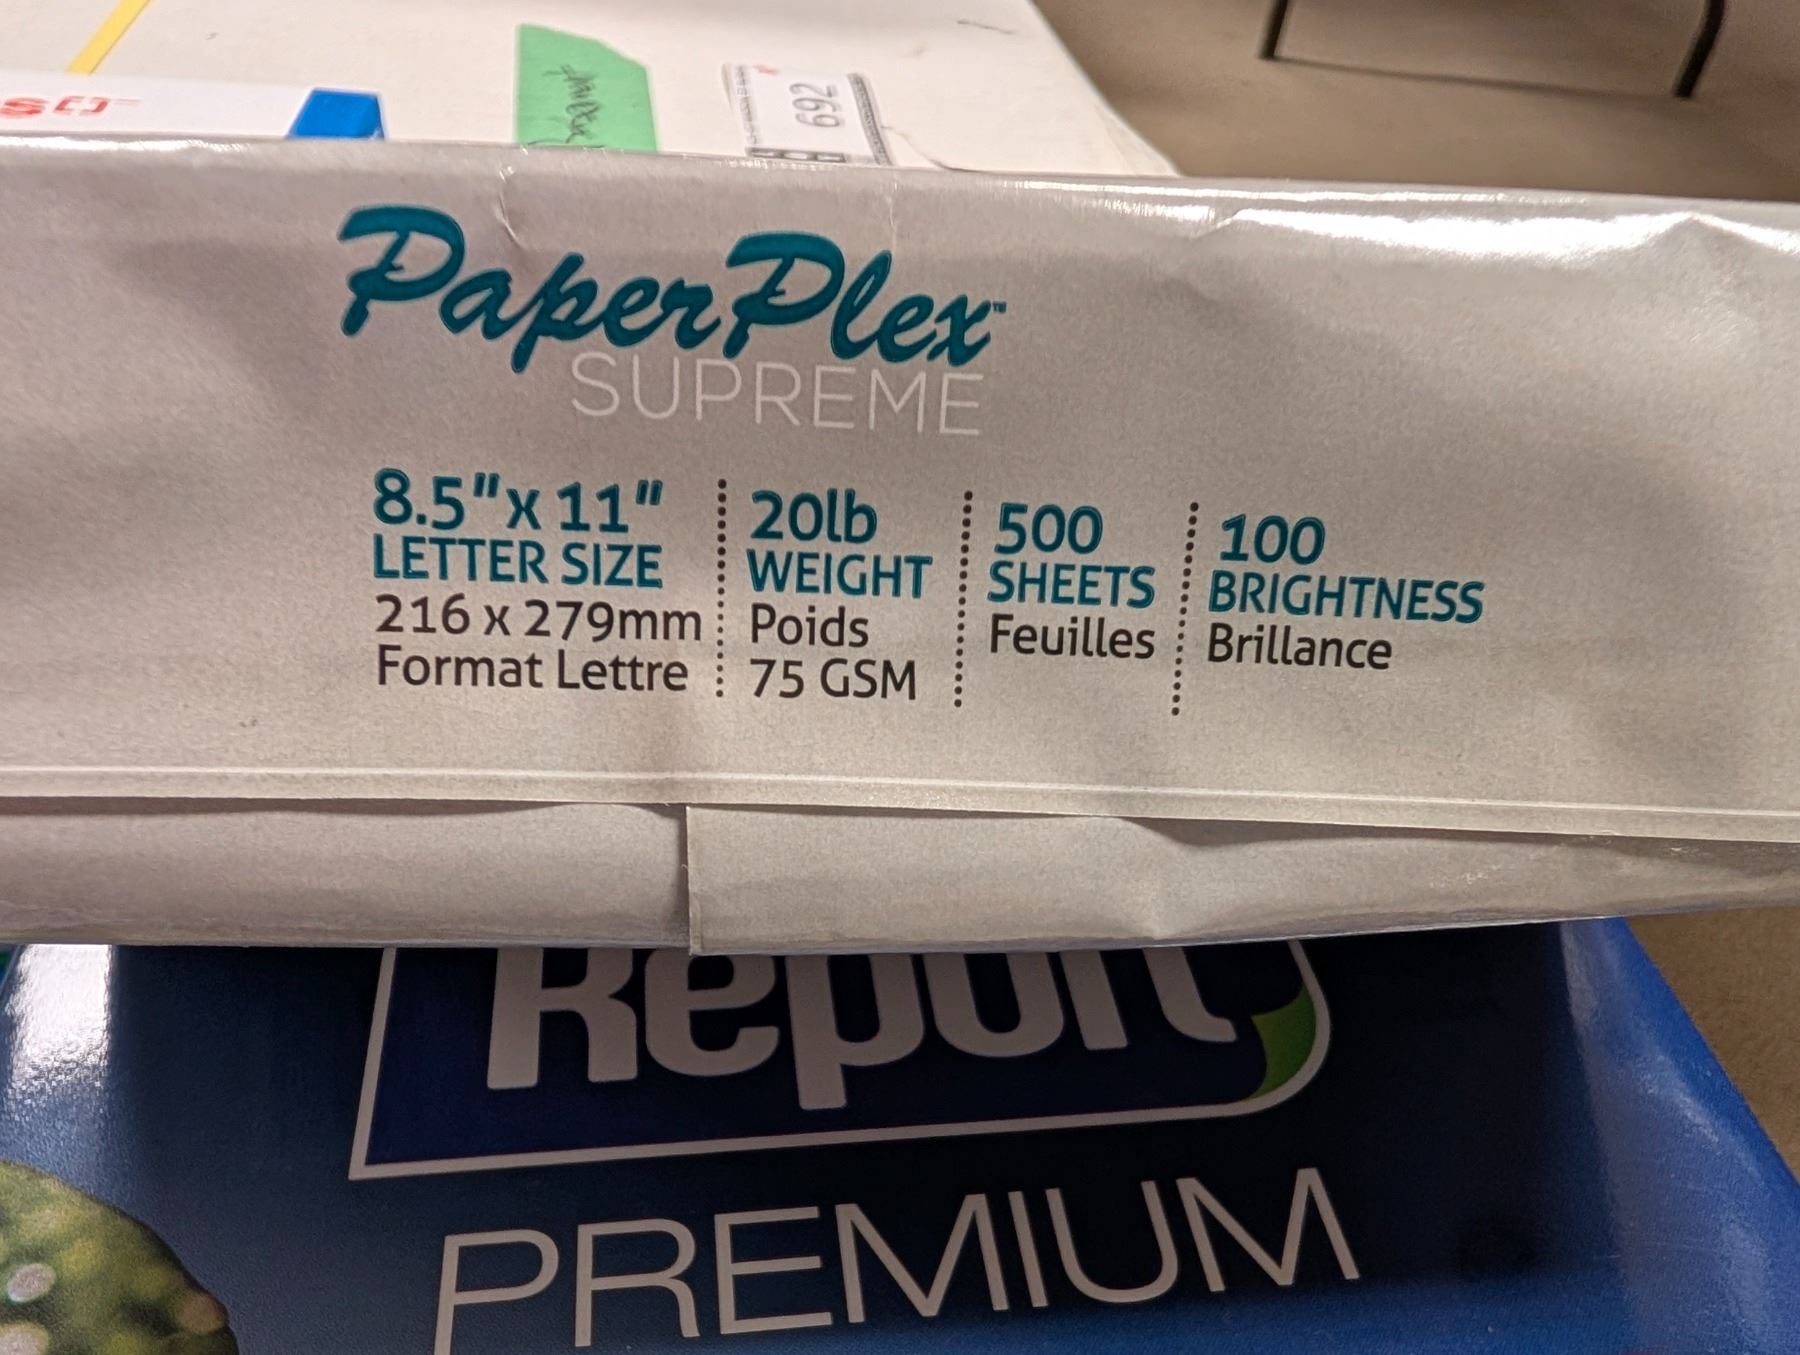 692
PaperPlex™
SUPREME
8.5"x 11"
LETTER SIZE
216 x 279mm
Format Lettre
20lb
WEIGHT
Poids
75 GSM
500
SHEETS
Feuilles
100
BRIGHTNESS
Brillance
Report
PREMIUM